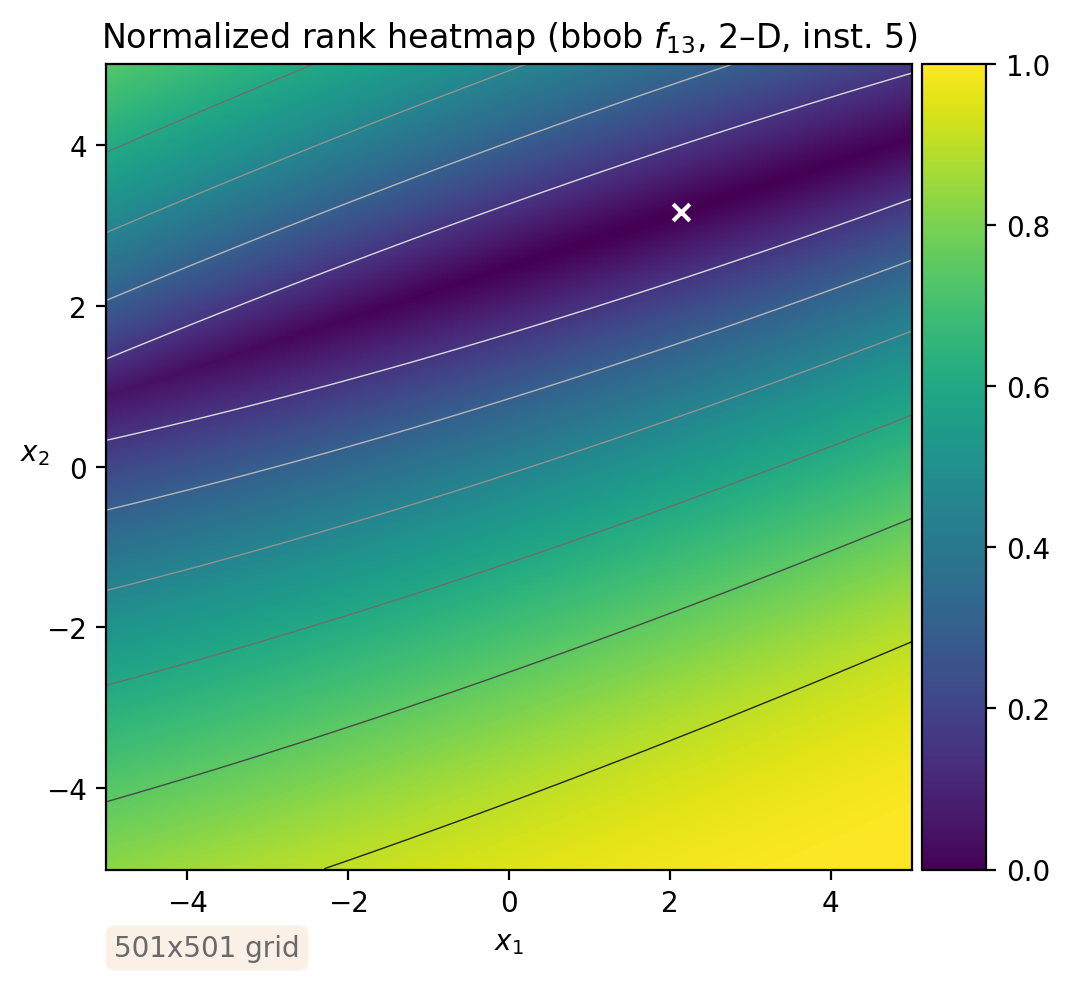 Normalized rank heatmap (bbob f13, 2–D, inst. 5)
1.0
0.8
0.6
0.4
0.2
0.0
4
2
0
−2
−4
x2
−4 −2 0 2 4
x1
501x501 grid